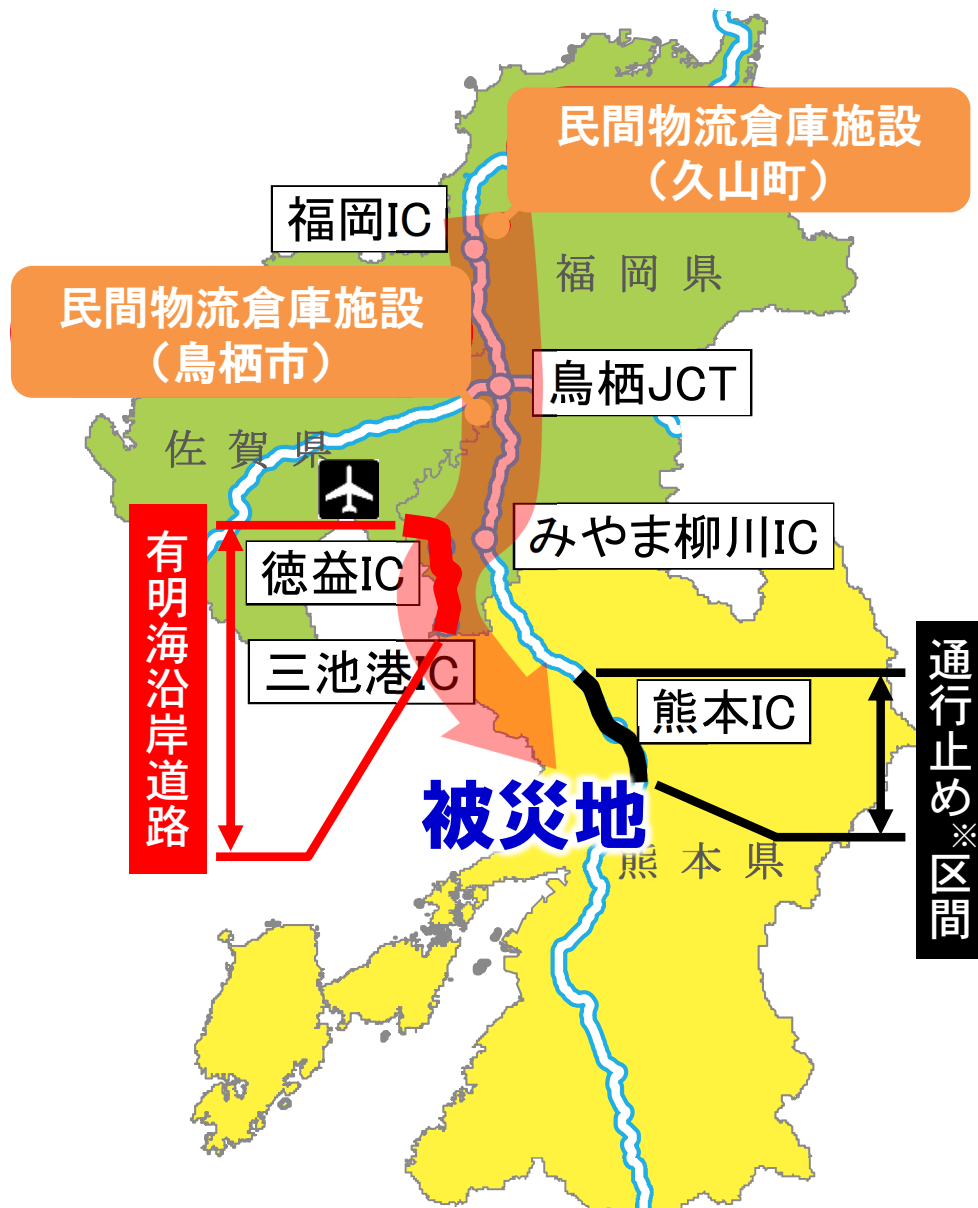 民間物流倉庫施設
（久山町）
福岡IC
福岡県
民間物流倉庫施設
（鳥栖市）
鳥栖JCT
佐賀県
みやま柳川IC
有明海沿岸道路
徳益IC
三池港IC
熊本IC
通行止め※区間
被災地
熊本県